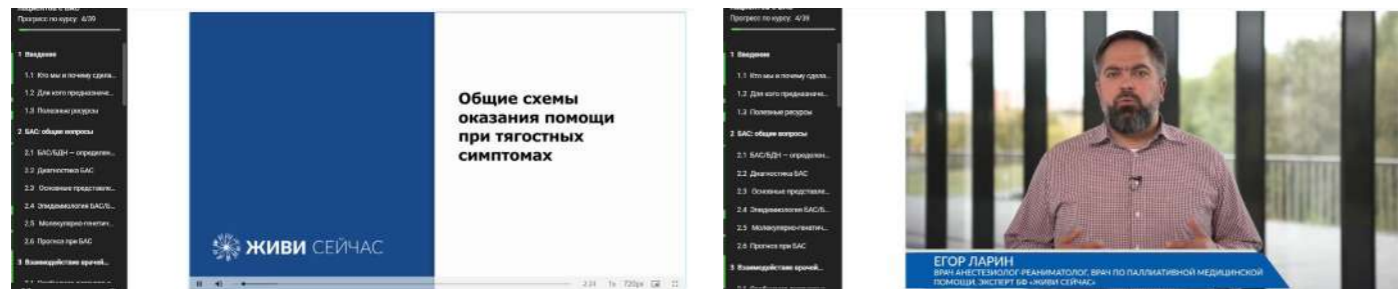 Прогресс по курсу: 4/39
1 Введение
1.1 Кто мы и почему сдела...
1.2 Для кого предназначе...
1.3 Полезные ресурсы
2 БАС: общие вопросы
2.1 БАС/БДН — определен...
2.2 Диагностика БАС
2.3 Основные представле...
2.4 Эпидемиология БАС/Б...
2.5 Молекулярно-генетич...
2.6 Прогноз при БАС
3 Взаимодействие врачей...
Общие схемы
оказания помощи
при тягостных
симптомах
ЖИВИ СЕЙЧАС
2:24 1x 720p
Прогресс по курсу: 4/39
1 Введение
1.1 Кто мы и почему сдела...
1.2 Для кого предназначе...
1.3 Полезные ресурсы
2 БАС: общие вопросы
2.1 БАС/БДН — определен...
2.2 Диагностика БАС
2.3 Основные представле...
2.4 Эпидемиология БАС/Б...
2.5 Молекулярно-генетич...
2.6 Прогноз при БАС
3 Взаимодействие врачей...
ЕГОР ЛАРИН
ВРАЧ АНЕСТЕЗИОЛОГ-РЕАНИМАТОЛОГ, ВРАЧ ПО ПАЛЛИАТИВНОЙ МЕДИЦИНСКОЙ
ПОМОЩИ, ЭКСПЕРТ БФ «ЖИВИ СЕЙЧАС»